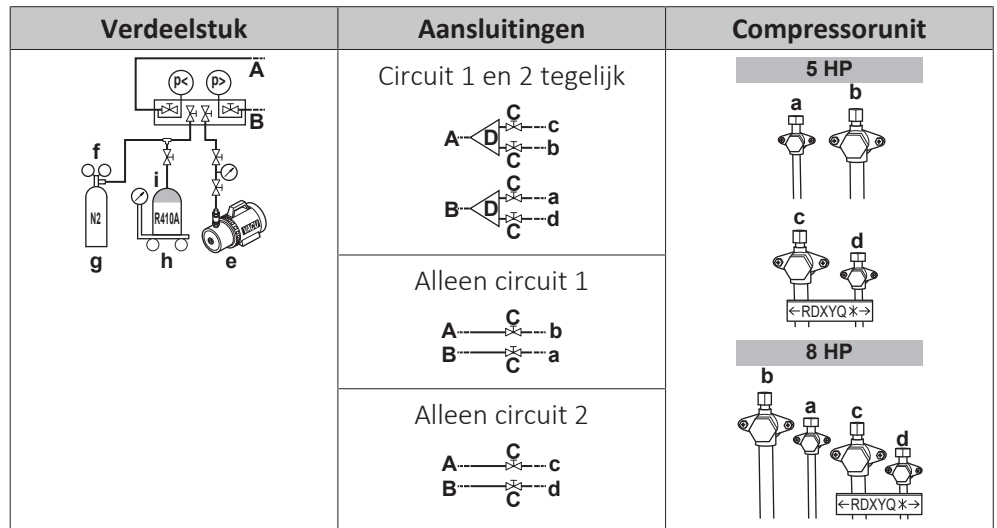 Verdeelstuk
Aansluitingen
Compressorunit
p<
p>
A
B
f
i
N2
R410A
g
h
e
Circuit 1 en 2 tegelijk
C
A
D
c
b
C
C
B
D
a
d
C
Alleen circuit 1
C
A
b
B
a
C
Alleen circuit 2
C
A
c
B
d
C
5 HP
a
b
c
d
←RDXYQ*→
8 HP
b
a
c
d
←RDXYQ*→